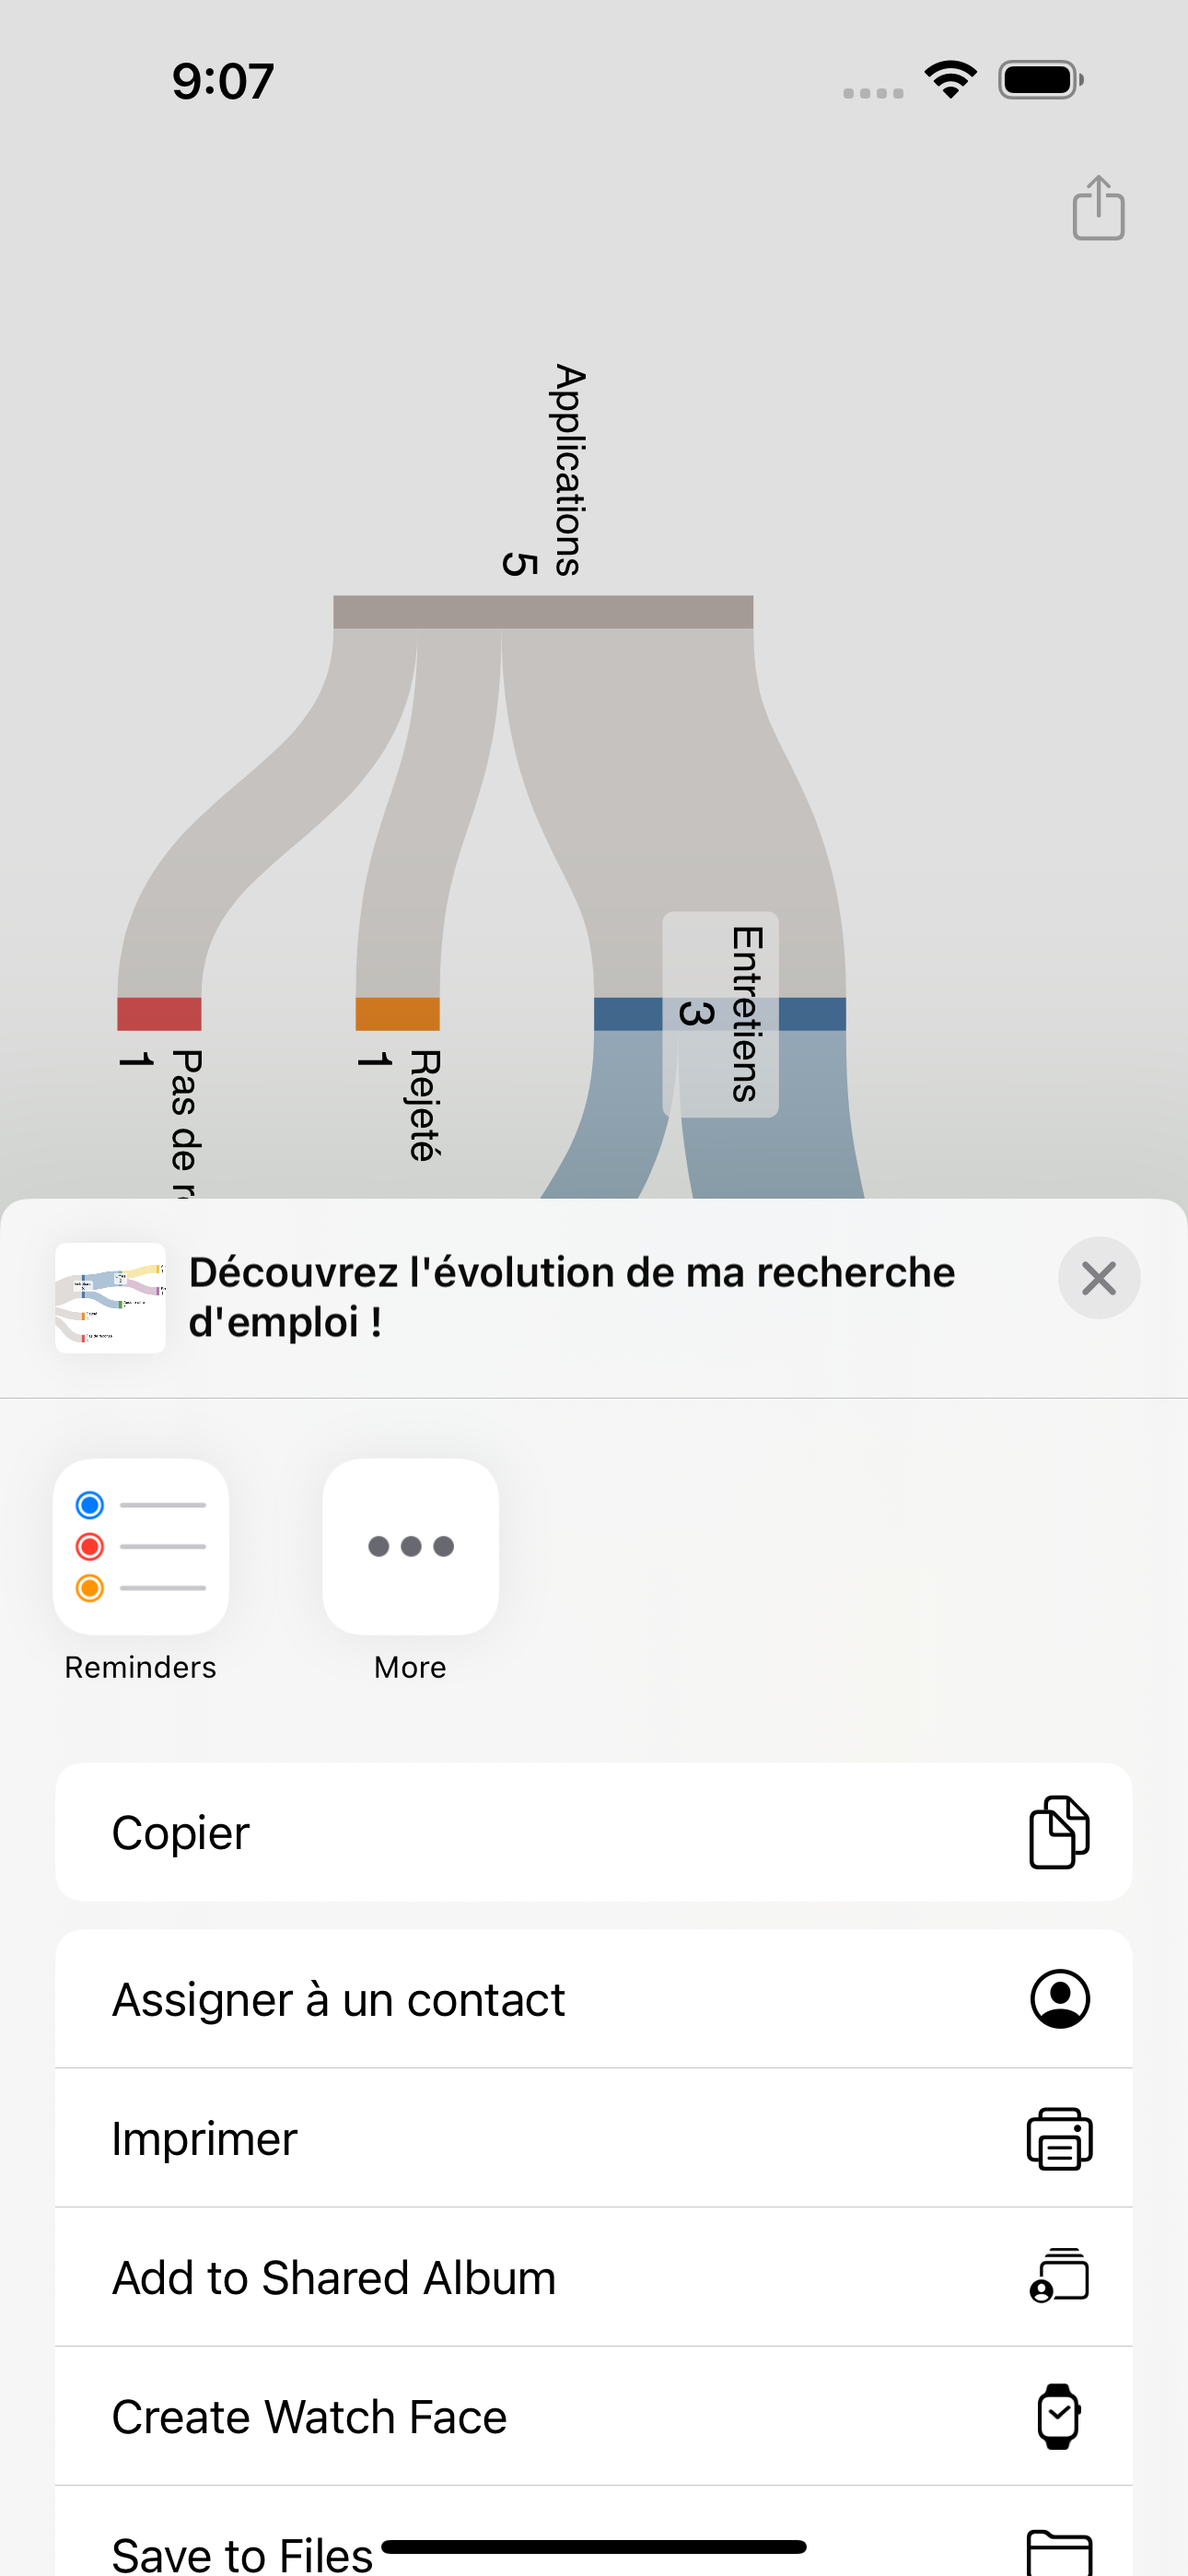 9:07
Applications
5
Entretiens
3
Rejeté
1
Pas de
1
Découvrez l'évolution de ma recherche
d'emploi !
Reminders
More
Copier
Assigner à un contact
Imprimer
Add to Shared Album
Create Watch Face
Save to Files